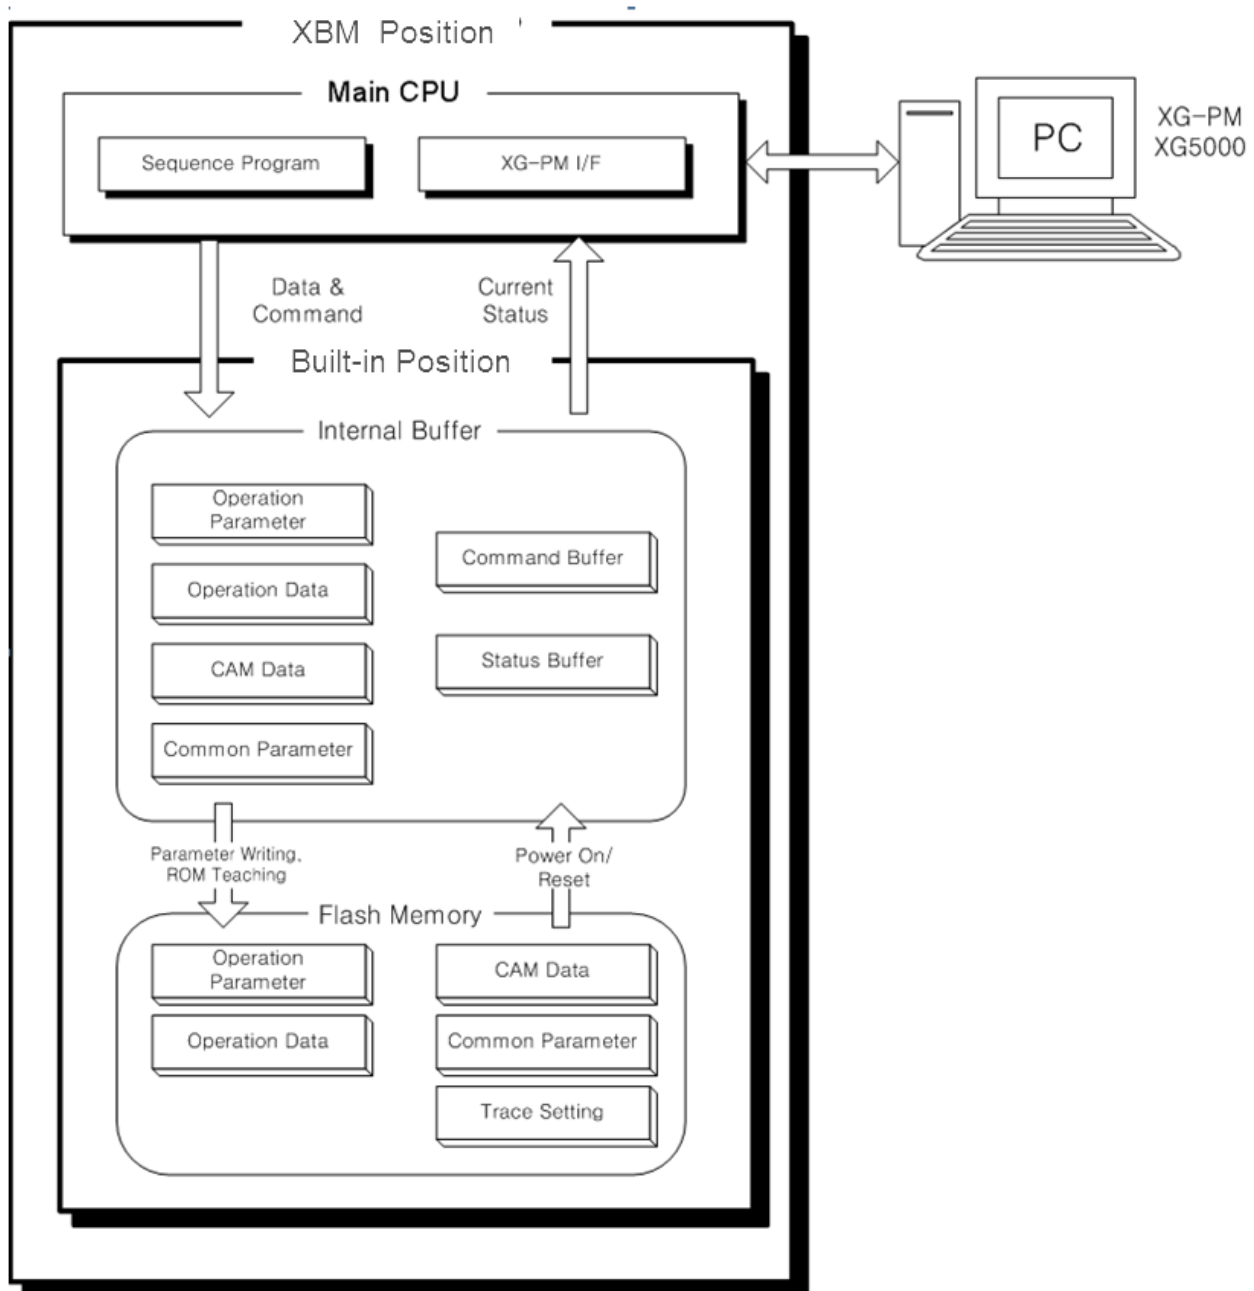 XBM Position
Main CPU
Sequence Program
XG-PM I/F
PC
XG-PM
XG5000
Data &
Command
Current
Status
Built-in Position
Internal Buffer
Operation
Parameter
Operation Data
CAM Data
Common Parameter
Command Buffer
Status Buffer
Parameter Writing,
ROM Teaching
Power On/
Reset
Flash Memory
Operation
Parameter
Operation Data
CAM Data
Common Parameter
Trace Setting